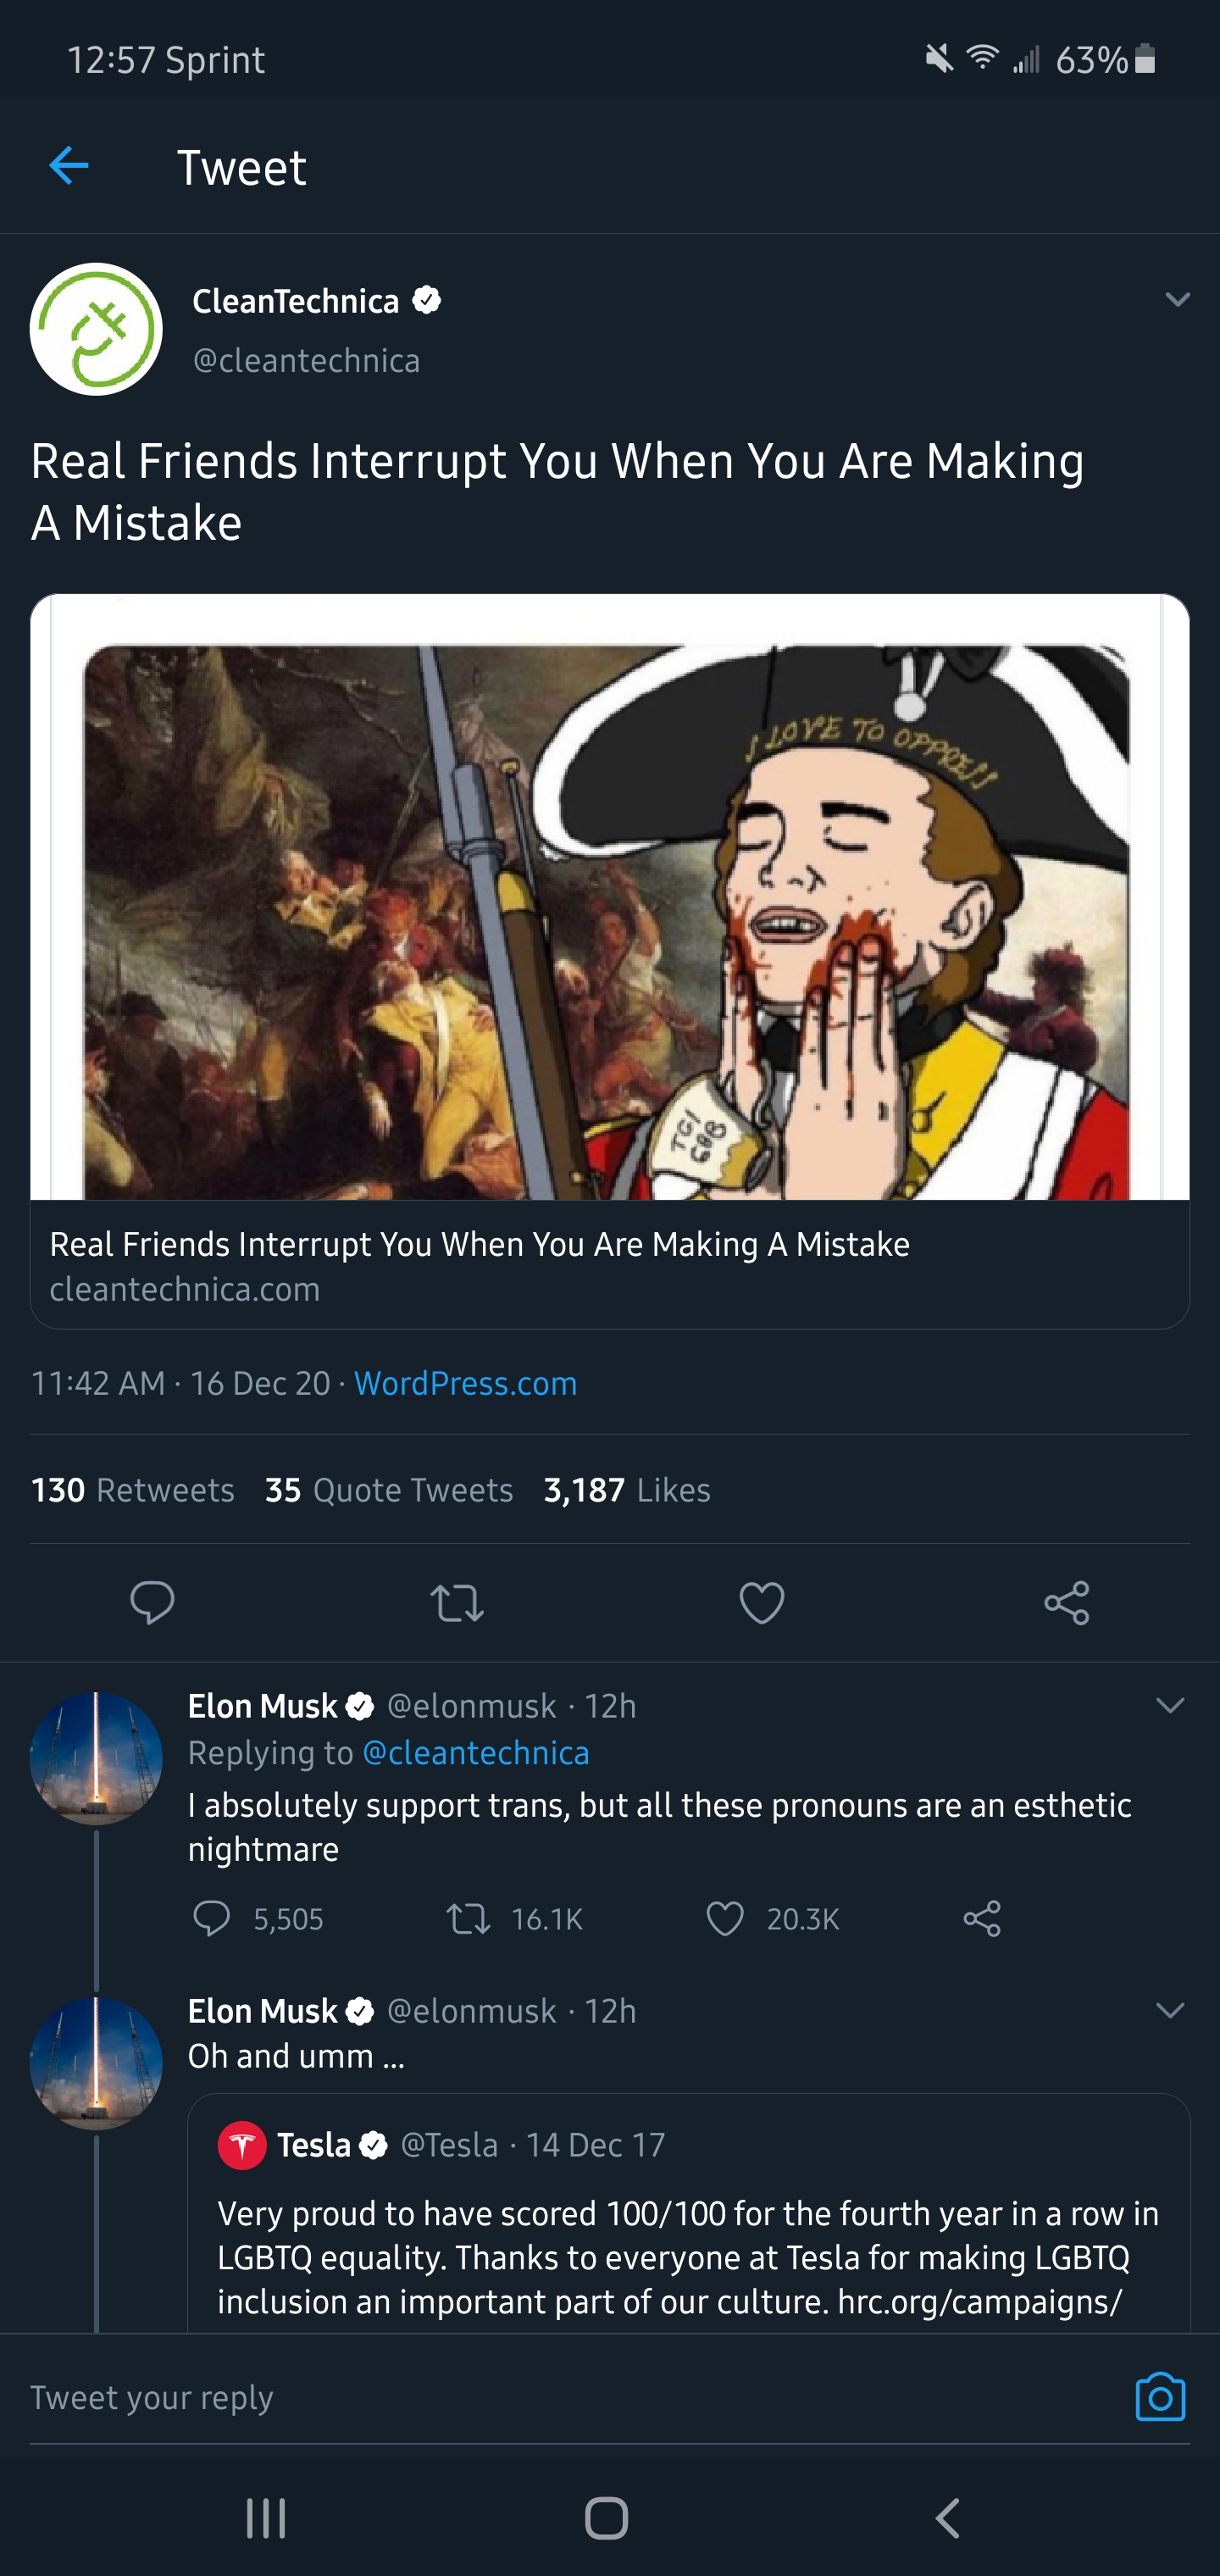 12:57 Sprint
63%
Tweet
CleanTechnica
@cleantechnica
Real Friends Interrupt You When You Are Making
A Mistake
I LOVE TO OPPRESS
Real Friends Interrupt You When You Are Making A Mistake
cleantechnica.com
11:42 AM · 16 Dec 20 · WordPress.com
130 Retweets 35 Quote Tweets 3,187 Likes
Elon Musk @elonmusk · 12h
Replying to @cleantechnica
I absolutely support trans, but all these pronouns are an esthetic
nightmare
5,505 16.1K 20.3K
Elon Musk @elonmusk · 12h
Oh and umm ...
Tesla @Tesla · 14 Dec 17
Very proud to have scored 100/100 for the fourth year in a row in
LGBTQ equality. Thanks to everyone at Tesla for making LGBTQ
inclusion an important part of our culture. hrc.org/campaigns/
Tweet your reply